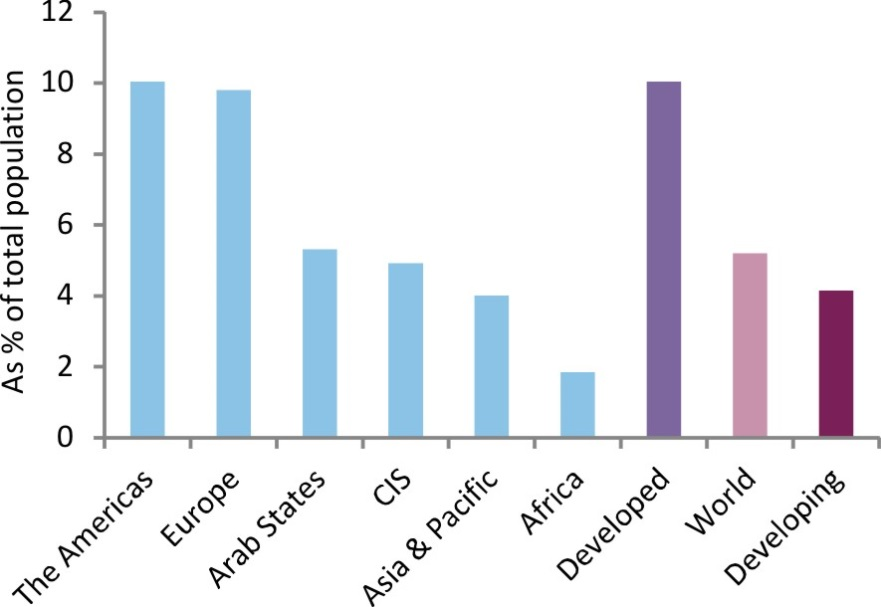 As % of total population
12
10
8
6
4
2
0
The Americas
Europe
Arab States
CIS
Asia & Pacific
Africa
Developed
World
Developing